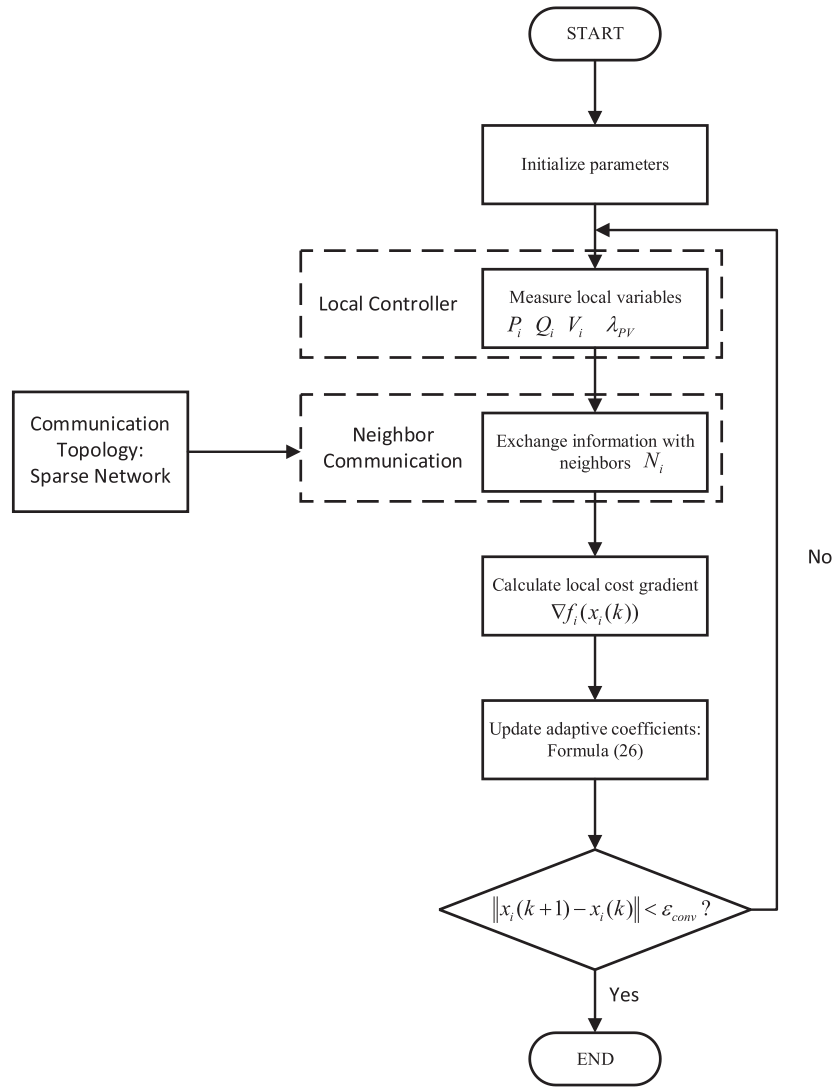 START
Initialize parameters
Local Controller
Measure local variables
P_i Q_i V_i λ_PV
Communication
Topology:
Sparse Network
Neighbor
Communication
Exchange information with
neighbors N_i
Calculate local cost gradient
∇f_i(x_i(k))
No
Update adaptive coefficients:
Formula (26)
‖x_i(k+1)−x_i(k)‖<ε_conv ?
Yes
END